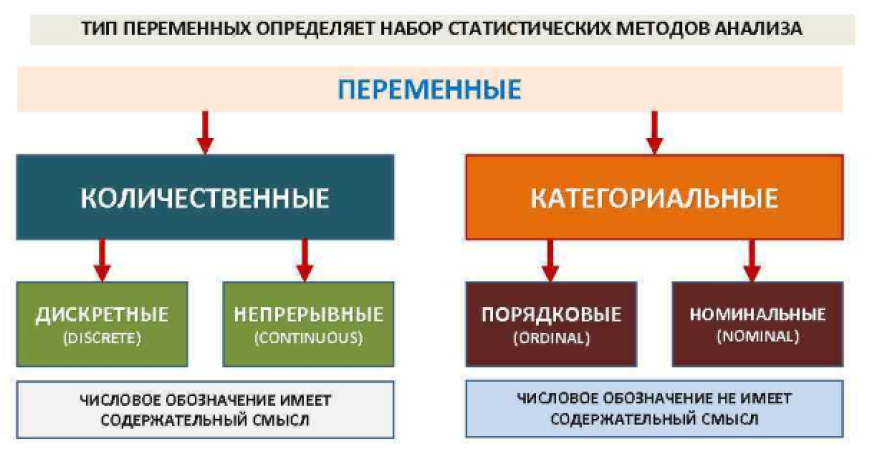 ТИП ПЕРЕМЕННЫХ ОПРЕДЕЛЯЕТ НАБОР СТАТИСТИЧЕСКИХ МЕТОДОВ АНАЛИЗА
ПЕРЕМЕННЫЕ
КОЛИЧЕСТВЕННЫЕ
КАТЕГОРИАЛЬНЫЕ
ДИСКРЕТНЫЕ
(DISCRETE)
НЕПРЕРЫВНЫЕ
(CONTINUOUS)
ПОРЯДКОВЫЕ
(ORDINAL)
НОМИНАЛЬНЫЕ
(NOMINAL)
ЧИСЛОВОЕ ОБОЗНАЧЕНИЕ ИМЕЕТ
СОДЕРЖАТЕЛЬНЫЙ СМЫСЛ
ЧИСЛОВОЕ ОБОЗНАЧЕНИЕ НЕ ИМЕЕТ
СОДЕРЖАТЕЛЬНЫЙ СМЫСЛ